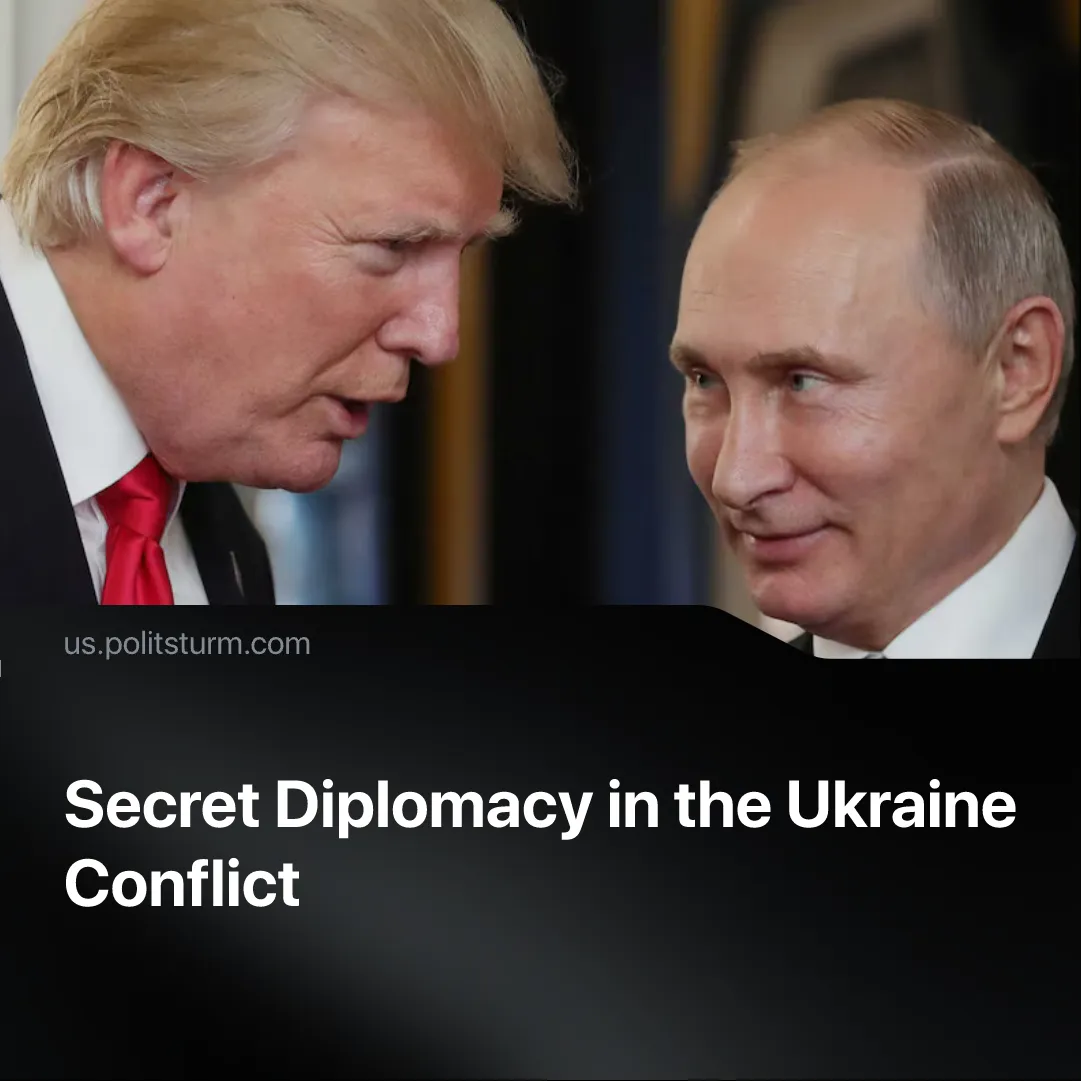 us.politsturm.com
Secret Diplomacy in the Ukraine
Conflict